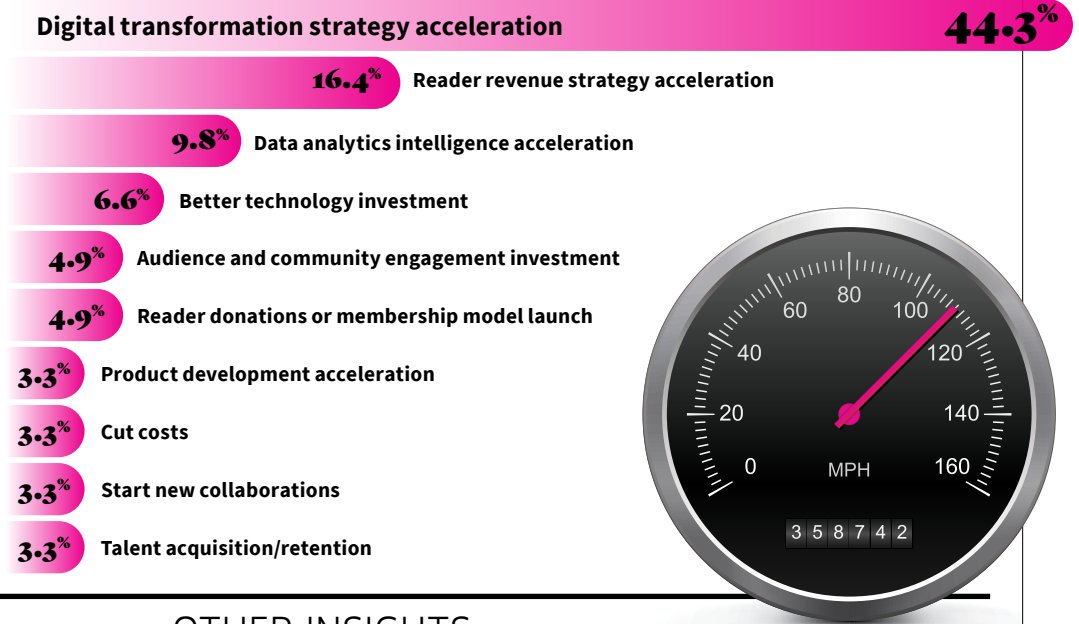 Digital transformation strategy acceleration 44.3%
16.4% Reader revenue strategy acceleration
9.8% Data analytics intelligence acceleration
6.6% Better technology investment
4.9% Audience and community engagement investment
4.9% Reader donations or membership model launch
3.3% Product development acceleration
3.3% Cut costs
3.3% Start new collaborations
3.3% Talent acquisition/retention
0 20 40 60 80 100 120 140 160
MPH
358742
OTHER INSIGHTS